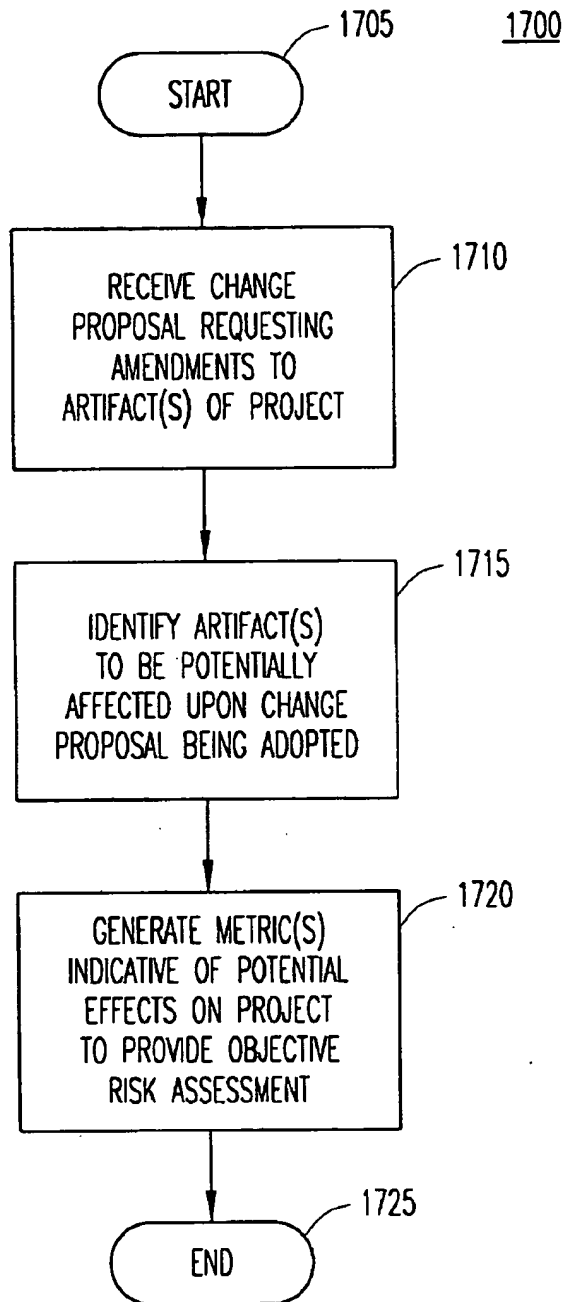 1705
1700
START
1710
RECEIVE CHANGE
PROPOSAL REQUESTING
AMENDMENTS TO
ARTIFACT(S) OF PROJECT
1715
IDENTIFY ARTIFACT(S)
TO BE POTENTIALLY
AFFECTED UPON CHANGE
PROPOSAL BEING ADOPTED
1720
GENERATE METRIC(S)
INDICATIVE OF POTENTIAL
EFFECTS ON PROJECT
TO PROVIDE OBJECTIVE
RISK ASSESSMENT
1725
END